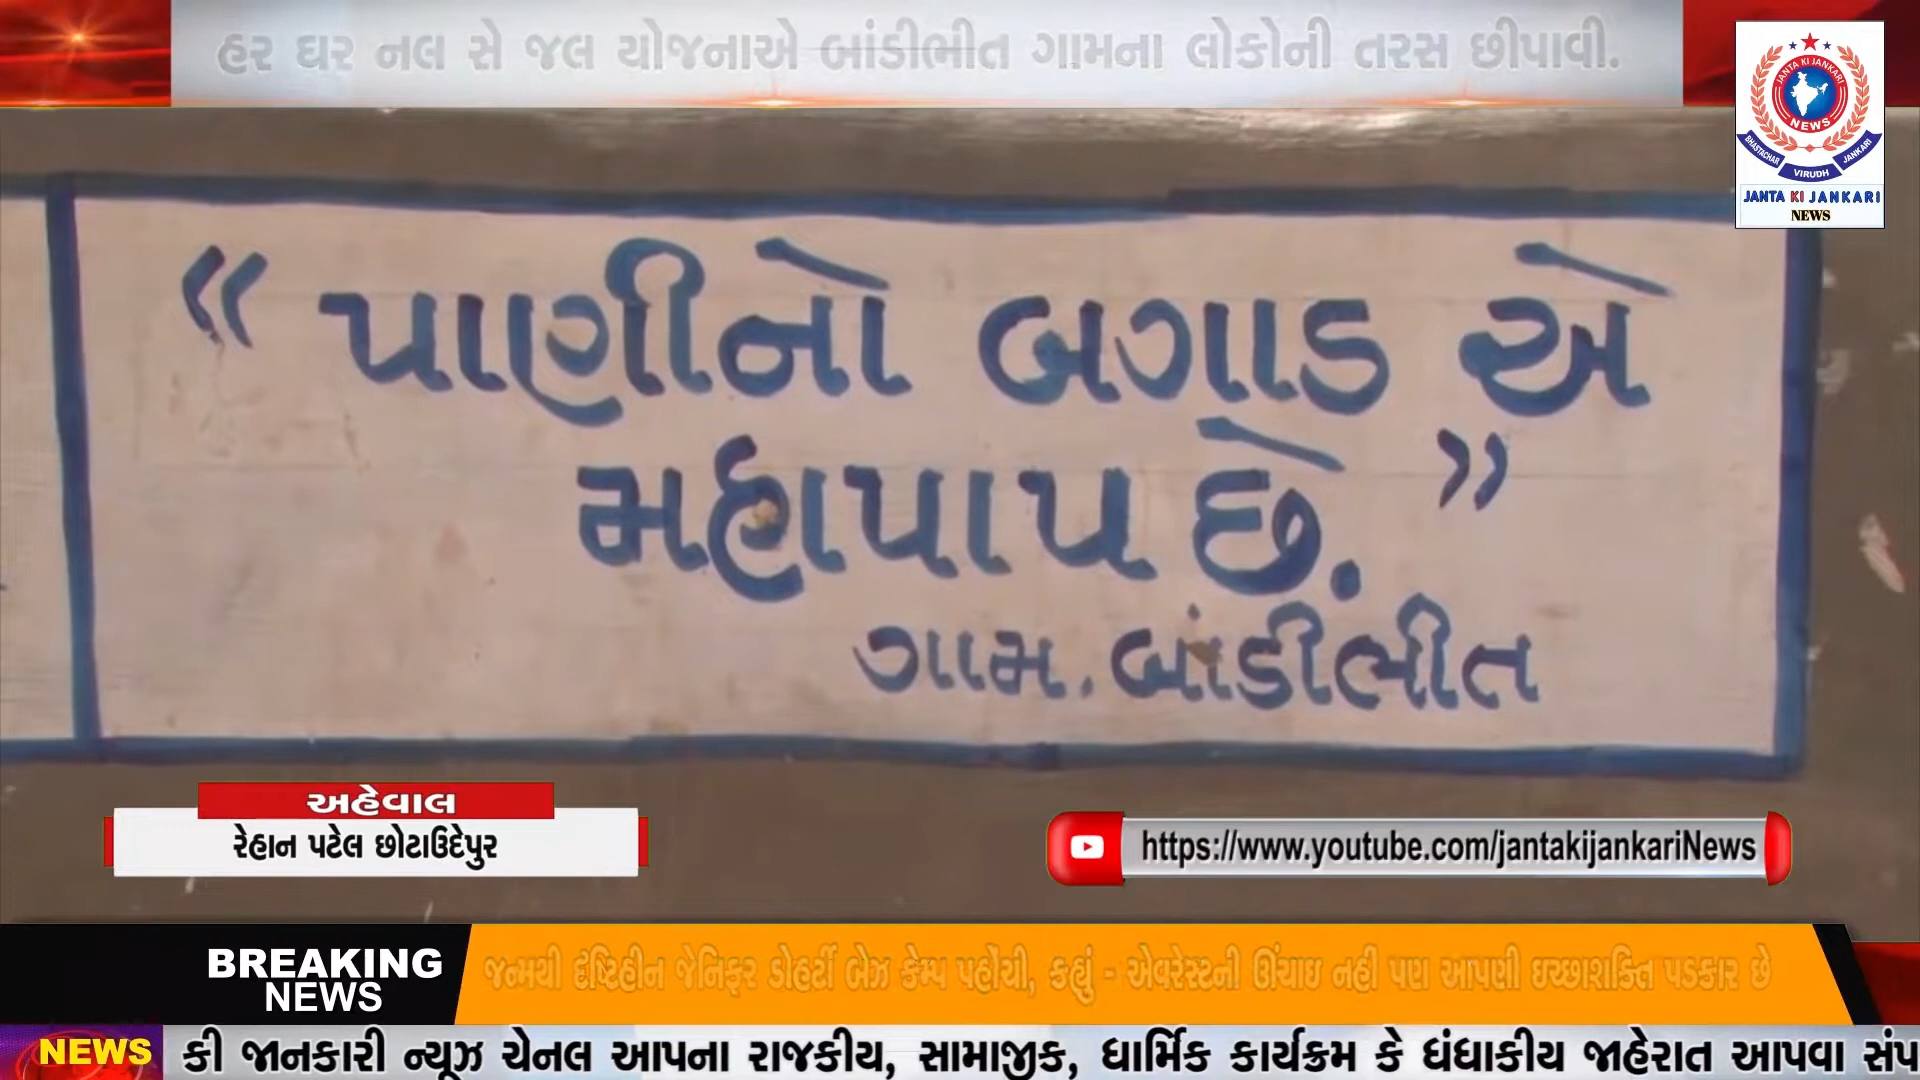 હર ઘર નલ સે જલ યોજનાએ બાંડીભીત ગામના લોકોની તરસ છીપાવી.
JANTA KI JANKARI
NEWS
BHASTACHAR VIRUDH JANKARI
JANTA KI JANKARI
NEWS
“ પાણીનો બગાડ એ
મહાપાપ છે. ”
ગામ. બાંડીભીત
અહેવાલ
રેહાન પટેલ છોટાઉદેપુર
https://www.youtube.com/jantakijankariNews
BREAKING
NEWS
જન્મથી દૃષ્ટિહીન જેનિફર ડોહર્ટી બેઝ કેમ્પ પહોંચી, કહ્યું - એવરેસ્ટની ઊંચાઇ નહીં પણ આપણી ઇચ્છાશક્તિ પડકાર છે
NEWS કી જાનકારી ન્યૂઝ ચેનલ આપના રાજકીય, સામાજીક, ધાર્મિક કાર્યક્રમ કે ધંધાકીય જાહેરાત આપવા સંપ